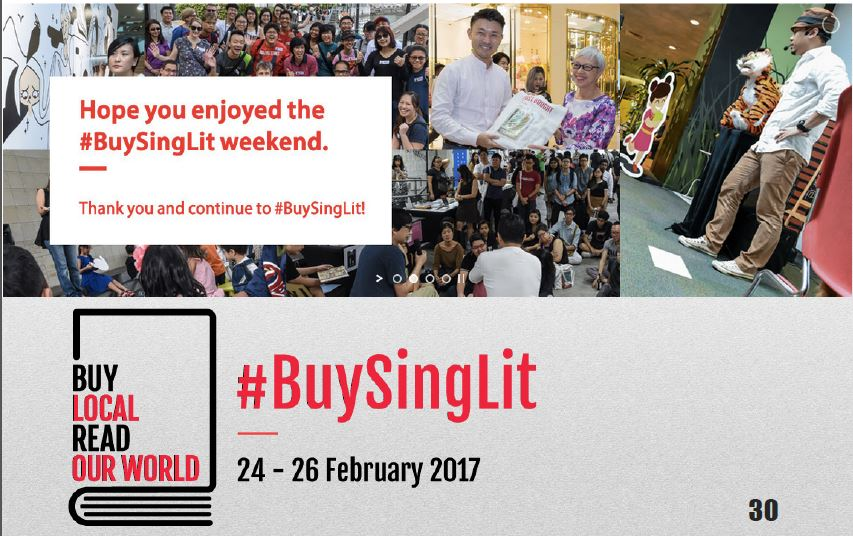 Hope you enjoyed the
#BuySingLit weekend.
Thank you and continue to #BuySingLit!
BUY
LOCAL
READ
OUR WORLD
#BuySingLit
24 - 26 February 2017
30